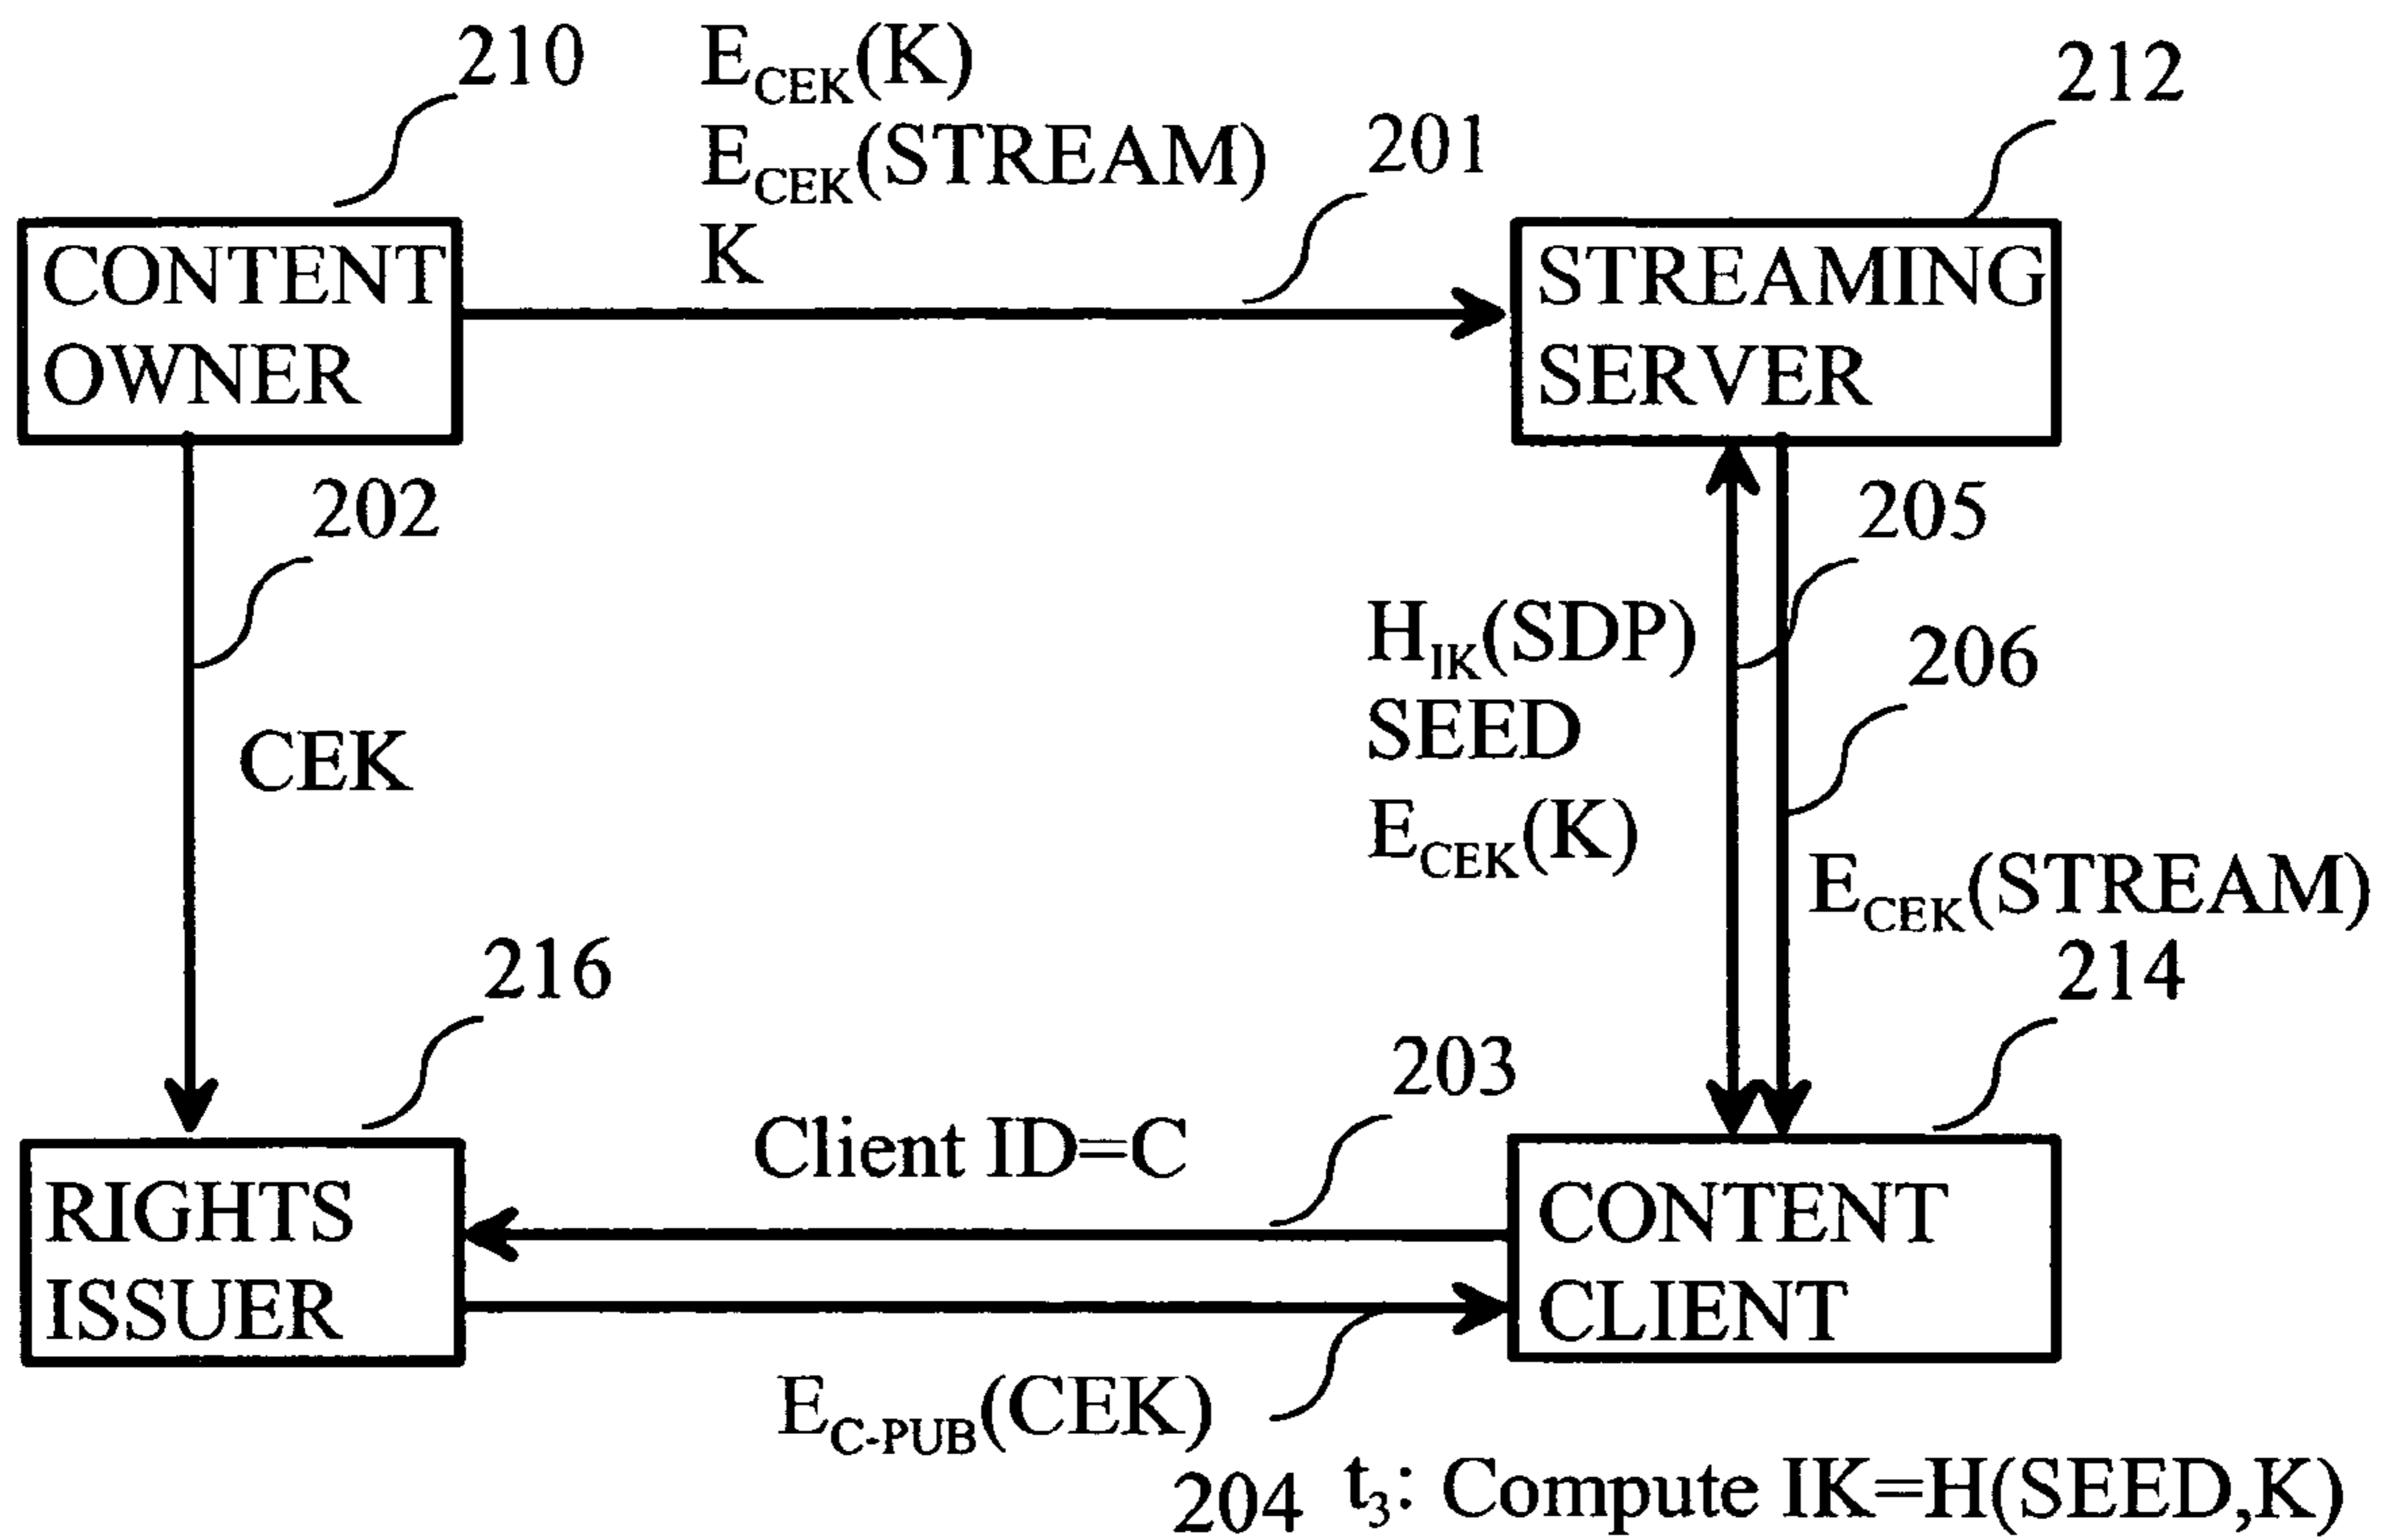 210
E_CEK(K)
E_CEK(STREAM)
K
201
212
CONTENT
OWNER
STREAMING
SERVER
202
205
H_IK(SDP)
SEED
E_CEK(K)
206
CEK
E_CEK(STREAM)
216
214
203
Client ID=C
RIGHTS
ISSUER
CONTENT
CLIENT
E_C-PUB(CEK)
204
t_3: Compute IK=H(SEED,K)